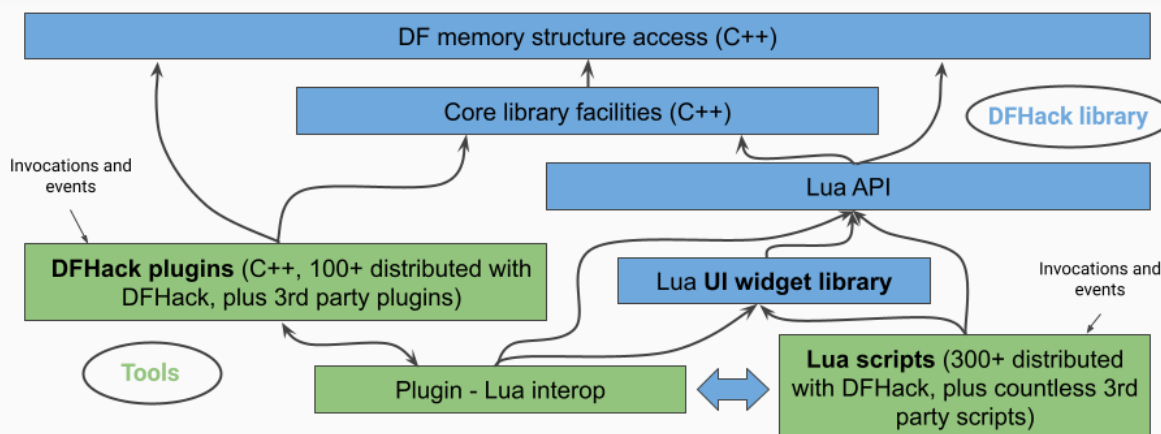 DF memory structure access (C++)
Core library facilities (C++)
DFHack library
Invocations and
events
Lua API
DFHack plugins (C++, 100+ distributed with
DFHack, plus 3rd party plugins)
Lua UI widget library
Invocations and
events
Tools
Plugin - Lua interop
Lua scripts (300+ distributed
with DFHack, plus countless 3rd
party scripts)